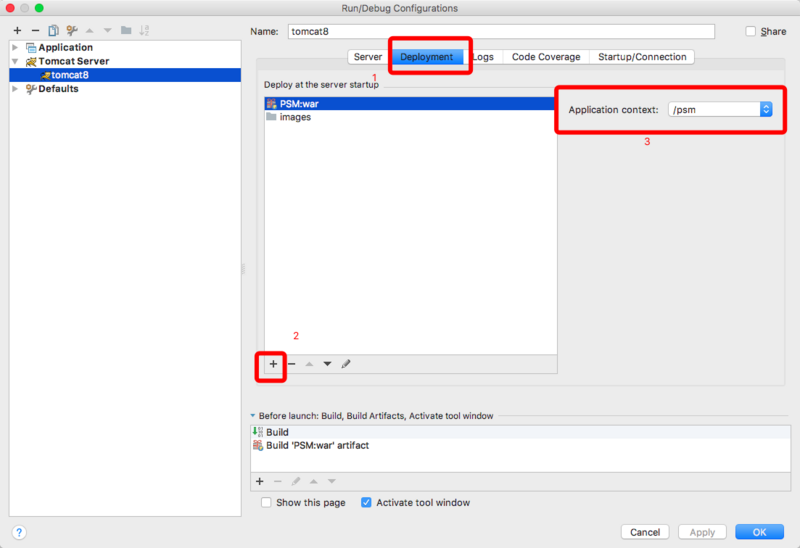 Run/Debug Configurations
Name: tomcat8 Share
Application
Tomcat Server
tomcat8
Defaults
Server Deployment Logs Code Coverage Startup/Connection
1
Deploy at the server startup
PSM:war
images
Application context: /psm
3
2
Before launch: Build, Build Artifacts, Activate tool window
Build
Build 'PSM:war' artifact
Show this page Activate tool window
? Cancel Apply OK